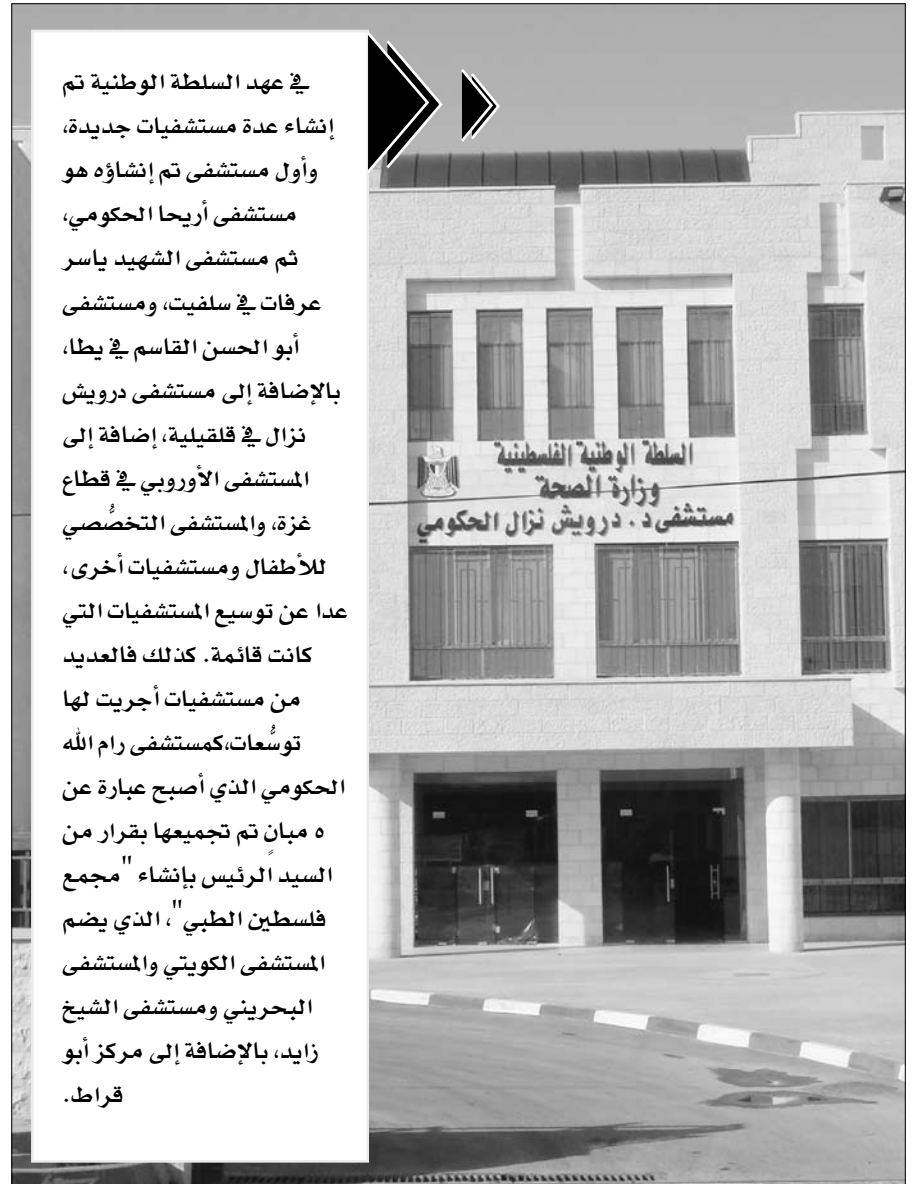 في عهد السلطة الوطنية تم
إنشاء عدة مستشفيات جديدة،
وأول مستشفى تم إنشاؤه هو
مستشفى أريحا الحكومي،
ثم مستشفى الشهيد ياسر
عرفات في سلفيت، ومستشفى
أبو الحسن القاسم في يطا،
بالإضافة إلى مستشفى درويش
نزال في قلقيلية، إضافة إلى
المستشفى الأوروبي في قطاع
غزة، والمستشفى التخصُّصي
للأطفال ومستشفيات أخرى،
عدا عن توسيع المستشفيات التي
كانت قائمة. كذلك فالعديد
من مستشفيات أجريت لها
توسُّعات،كمستشفى رام الله
الحكومي الذي أصبح عبارة عن
٥ مبانٍ تم تجميعها بقرار من
السيد الرئيس بإنشاء "مجمع
فلسطين الطبي"، الذي يضم
المستشفى الكويتي والمستشفى
البحريني ومستشفى الشيخ
زايد، بالإضافة إلى مركز أبو
قراط.
السلطة الوطنية الفلسطينية
وزارة الصحة
مستشفى د. درويش نزال الحكومي